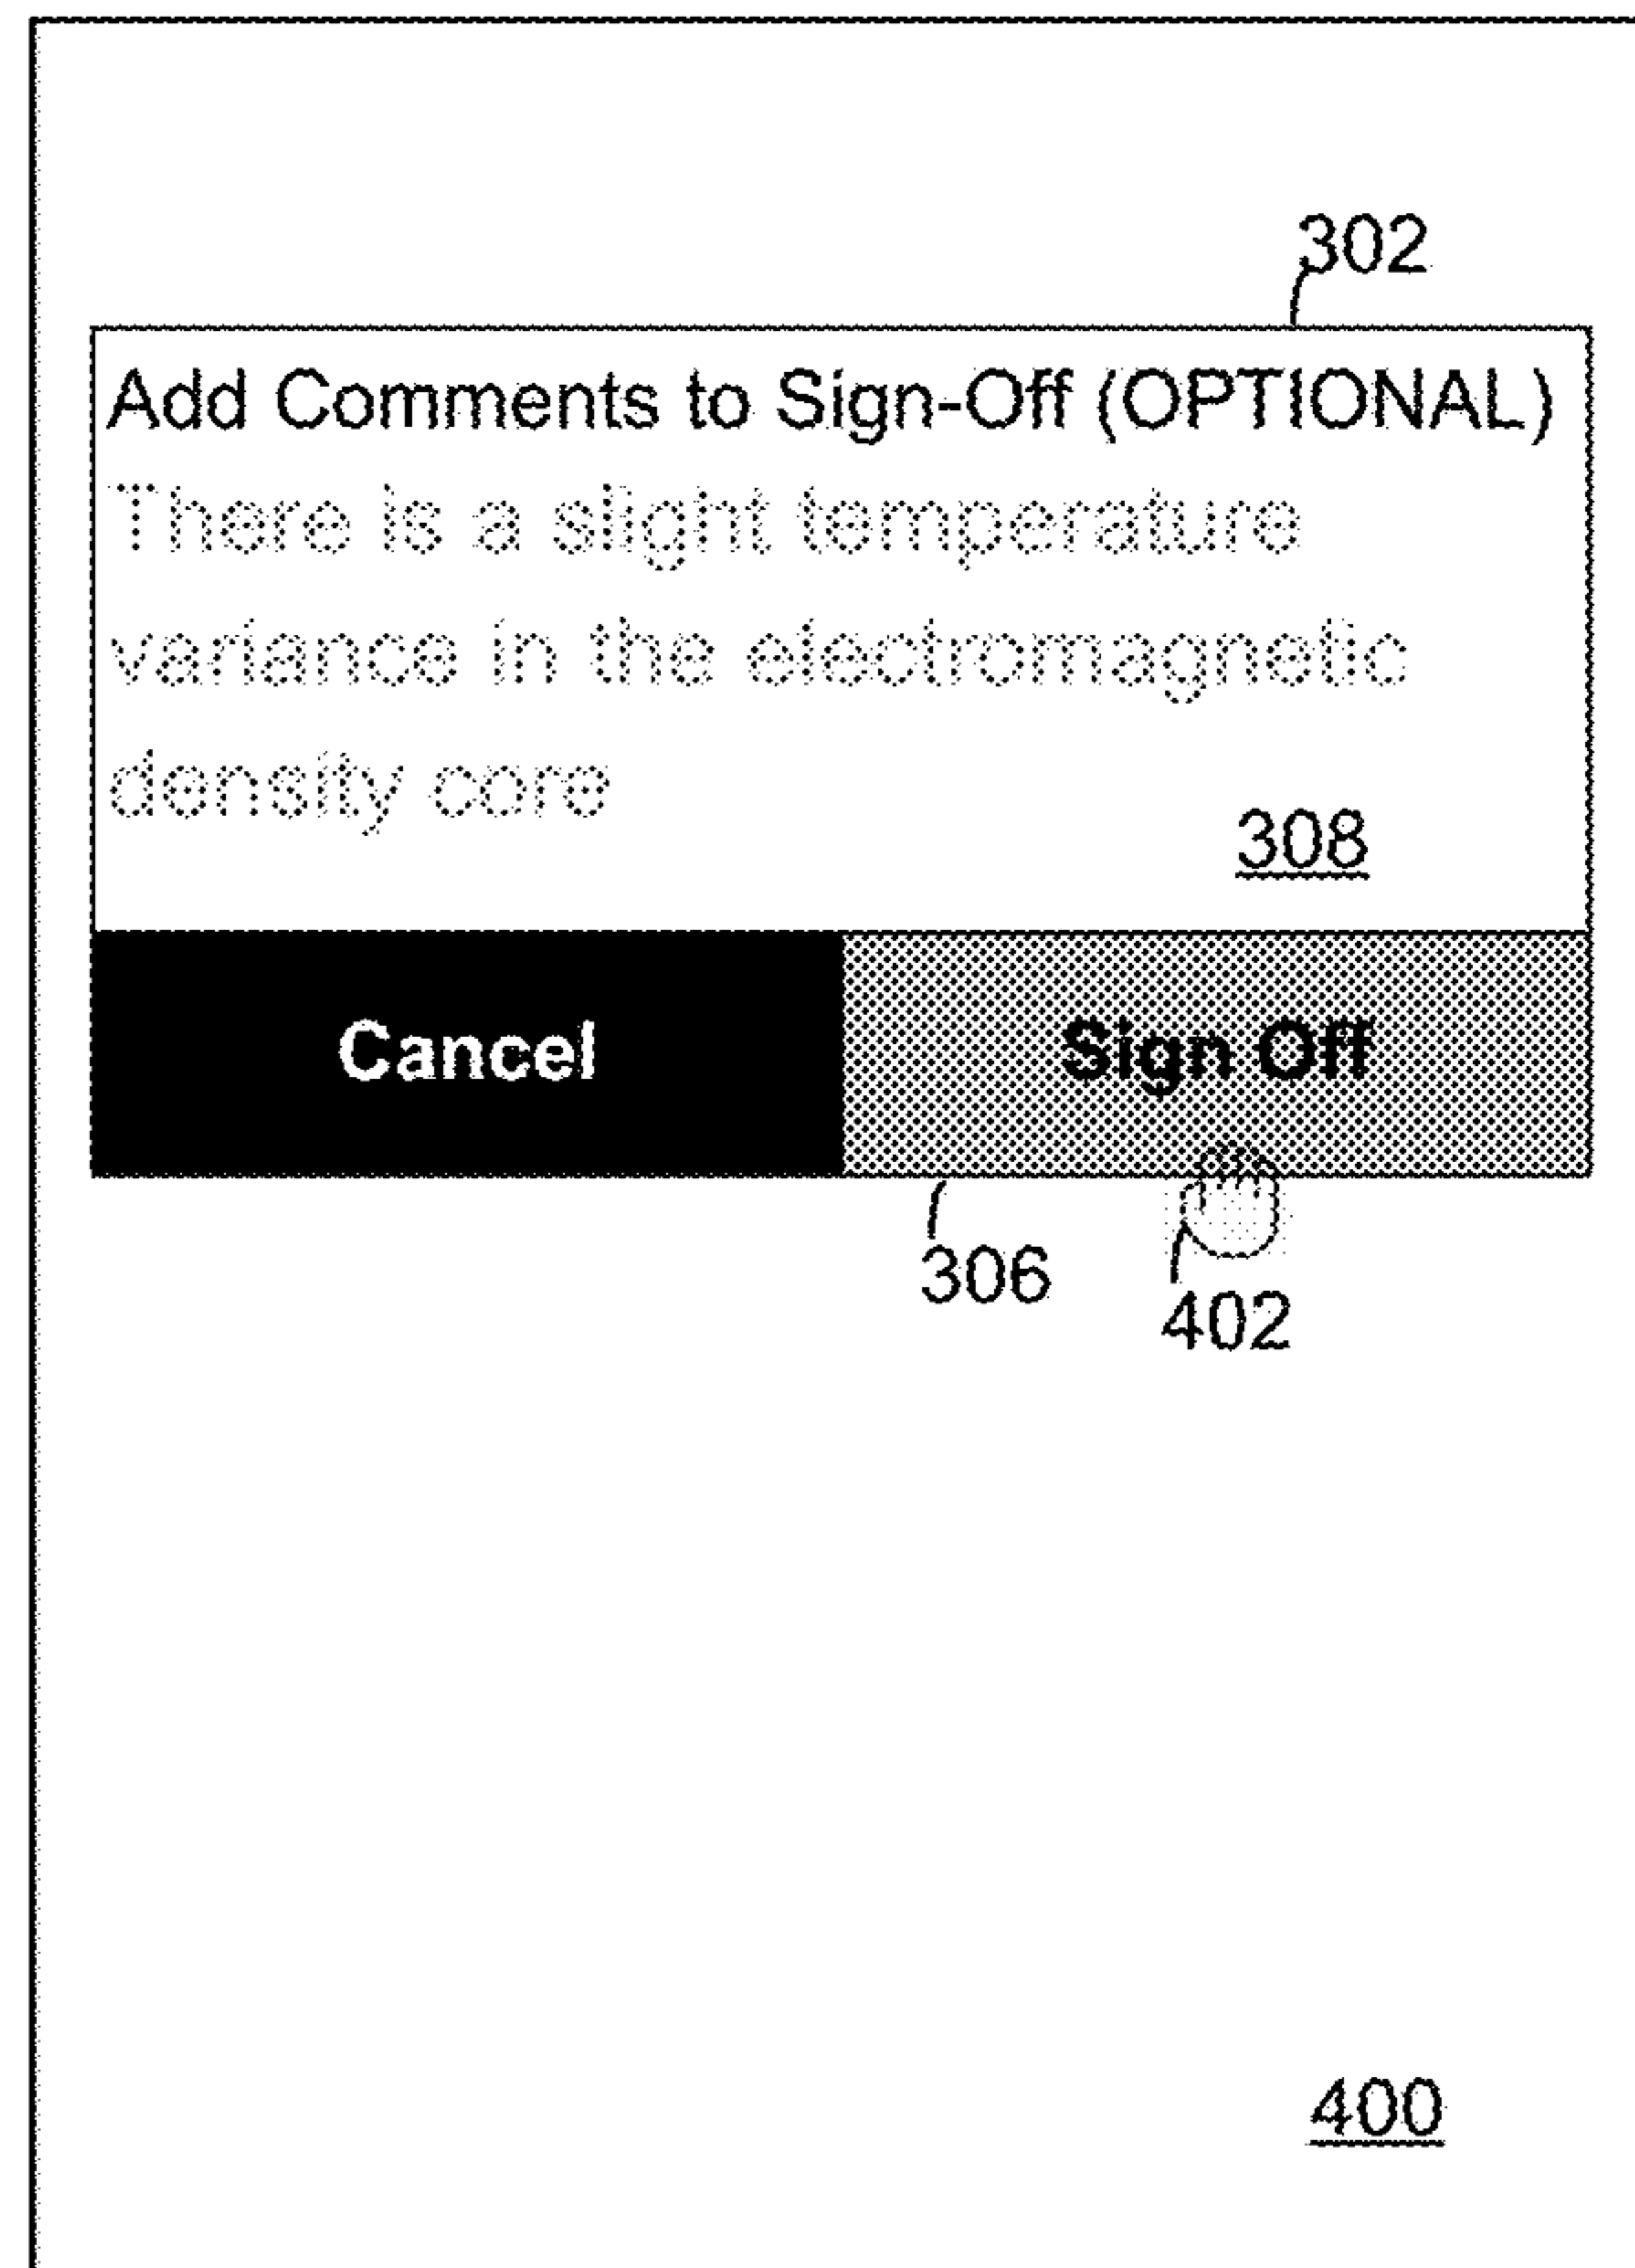 302
Add Comments to Sign-Off (OPTIONAL)
There is a slight temperature
variance in the electromagnetic
density core
308
Cancel
Sign Off
306
402
400